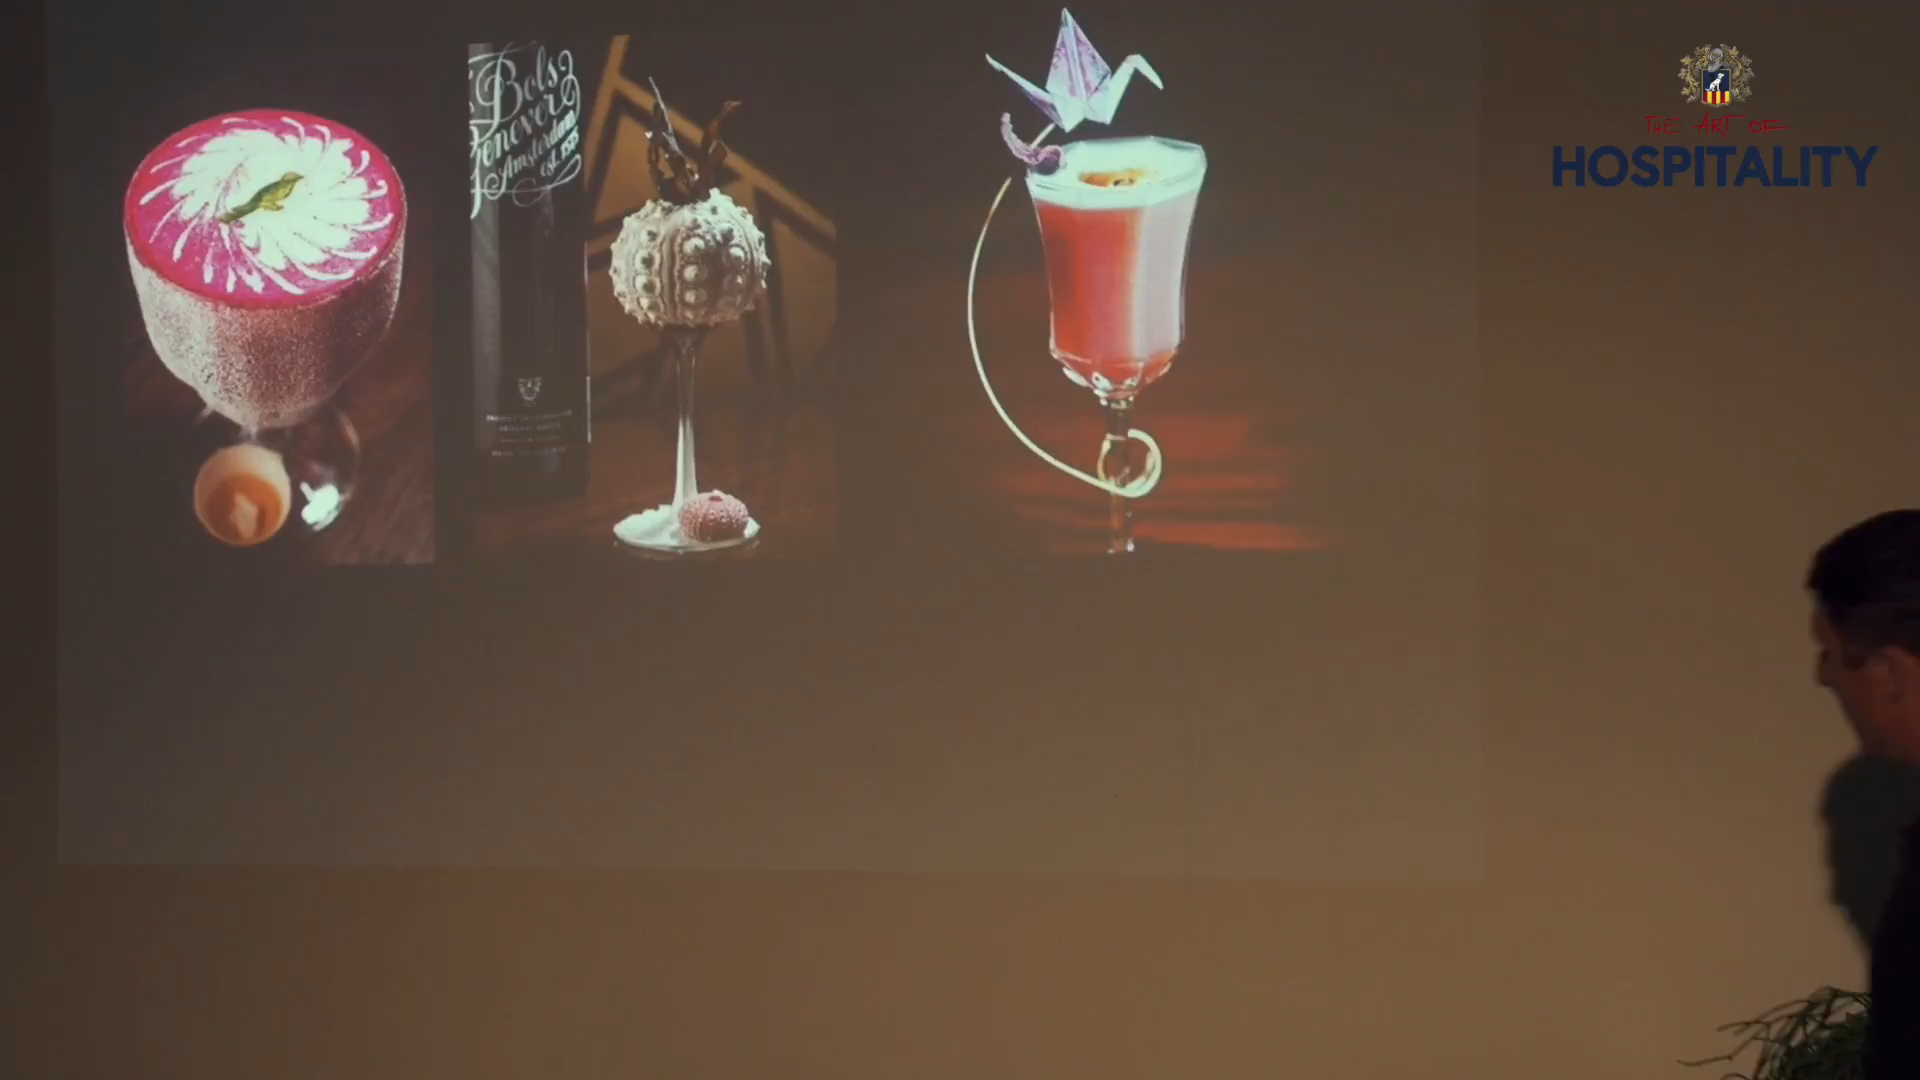 Bols
Genever
Amsterdam
est. 1575
THE ART OF
HOSPITALITY